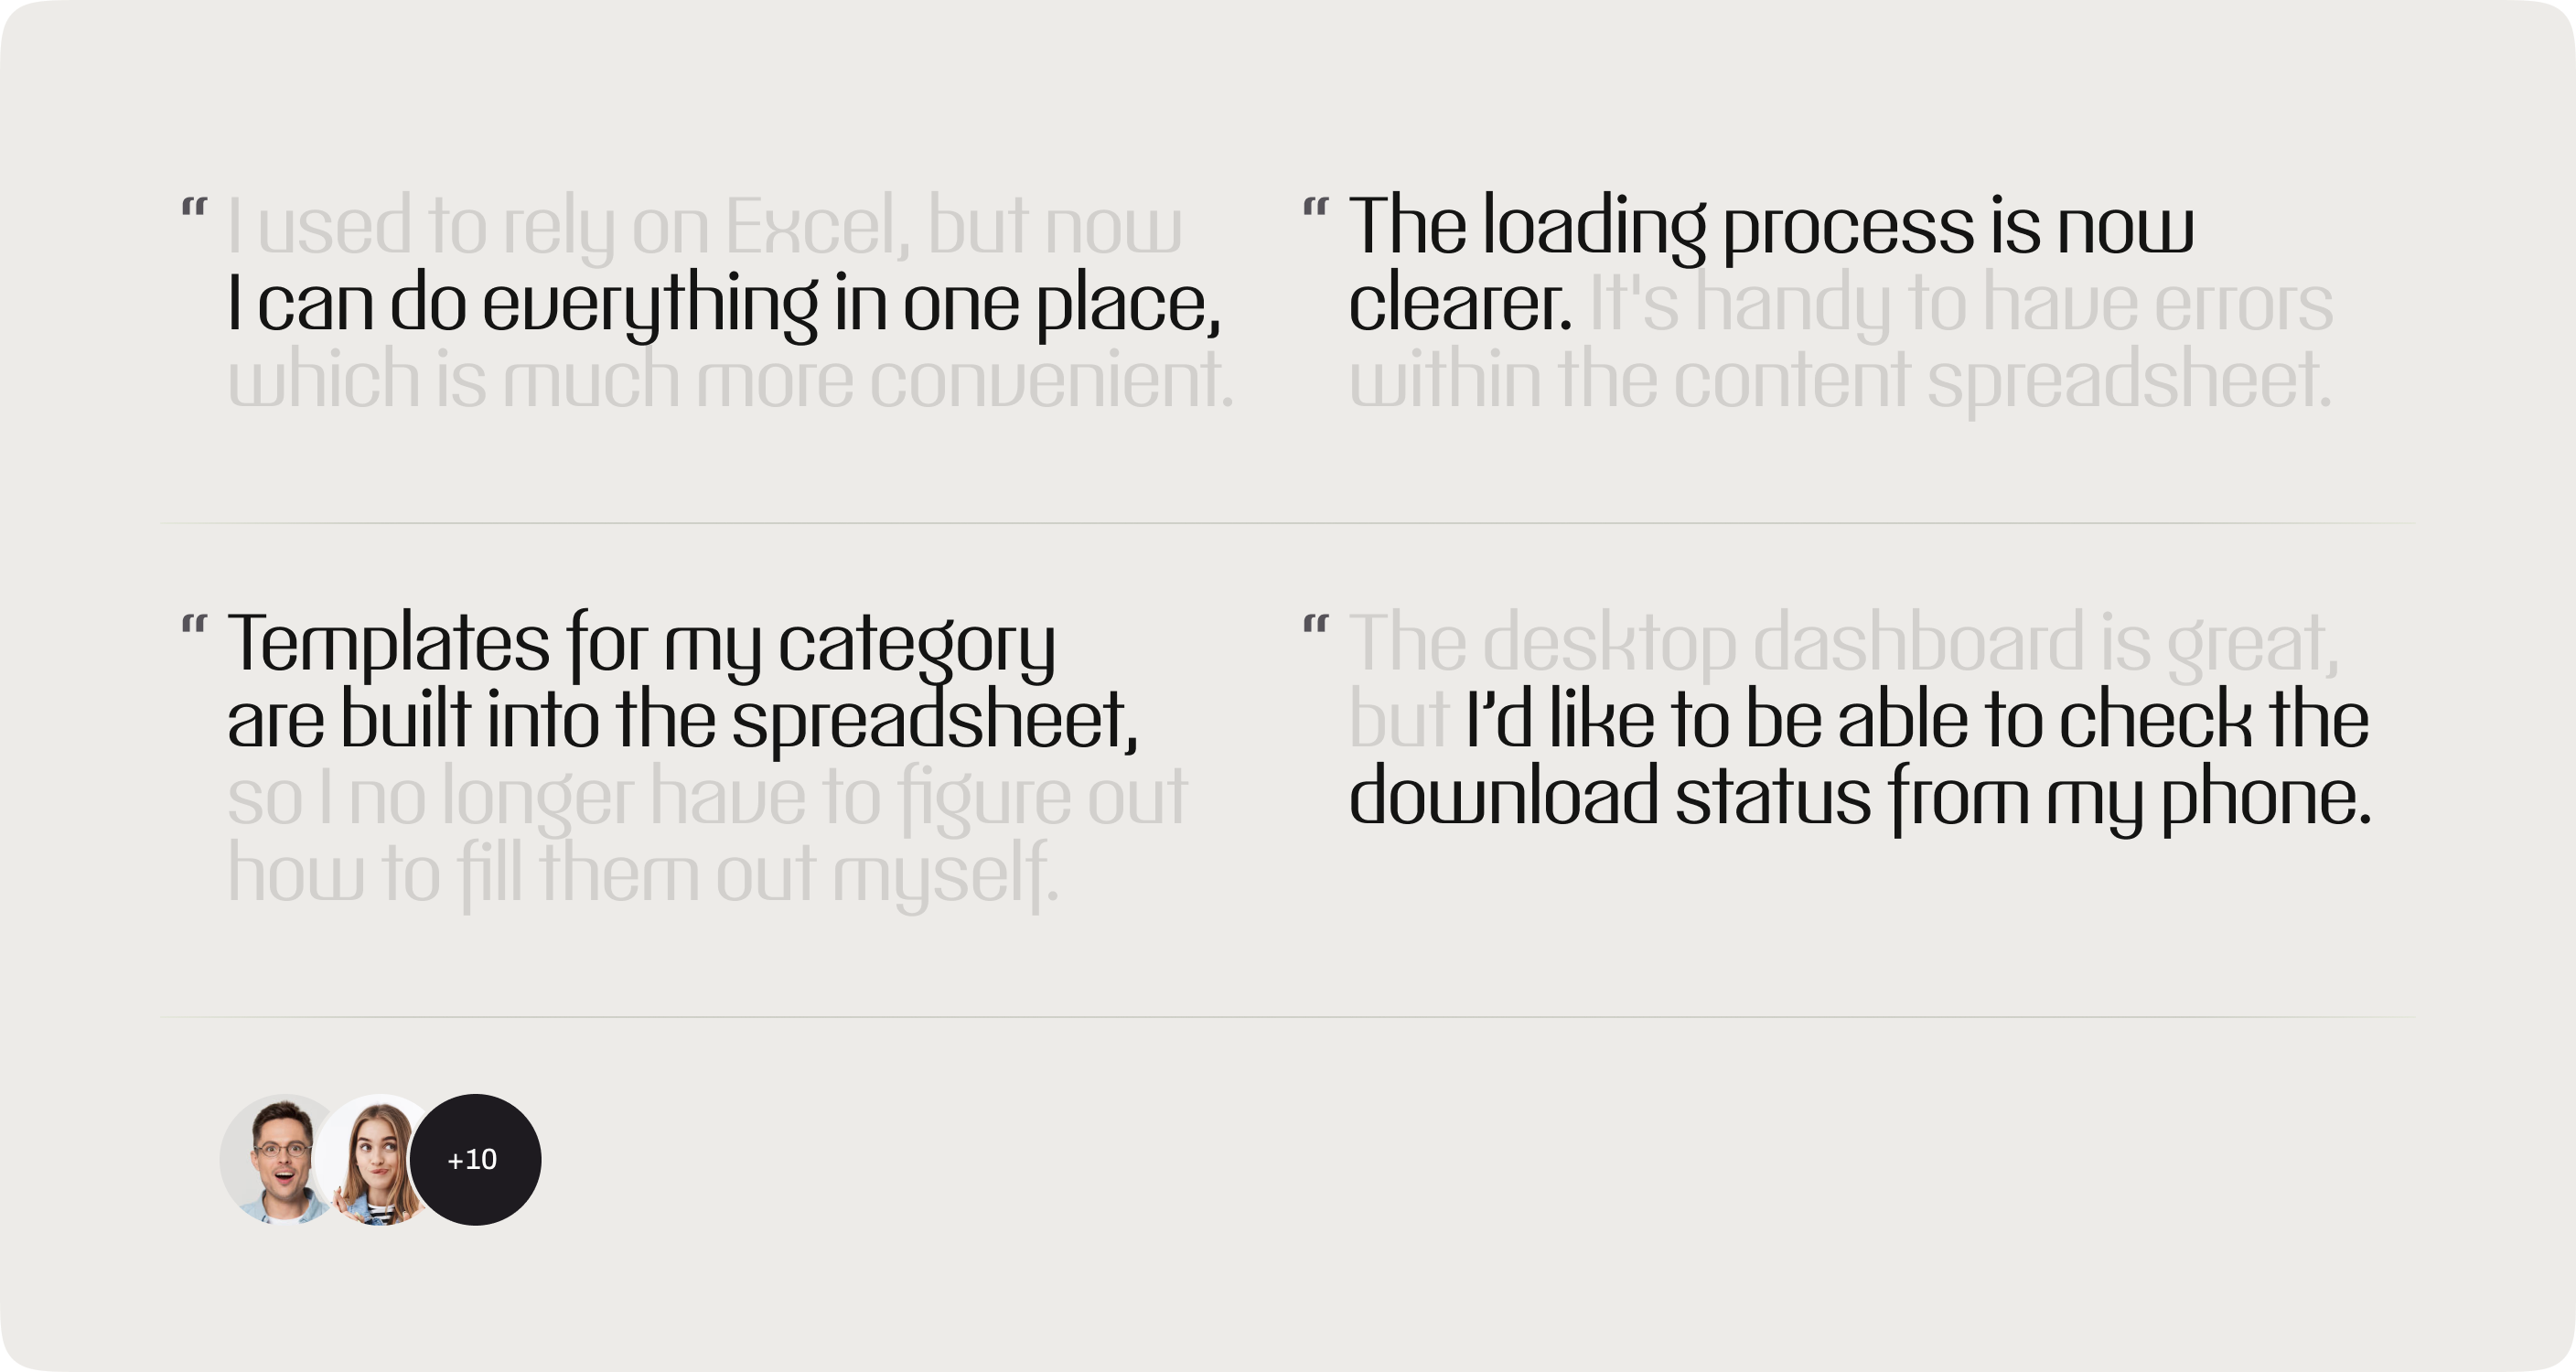 “ I used to rely on Excel, but now
I can do everything in one place,
which is much more convenient.
“ The loading process is now
clearer. It's handy to have errors
within the content spreadsheet.
“ Templates for my category
are built into the spreadsheet,
so I no longer have to figure out
how to fill them out myself.
“ The desktop dashboard is great,
but I’d like to be able to check the
download status from my phone.
+10